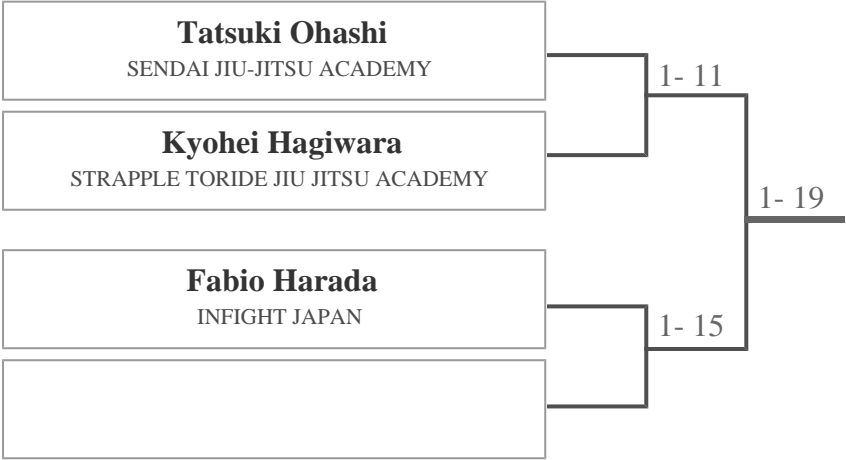 Tatsuki Ohashi
SENDAI JIU-JITSU ACADEMY
1- 11
Kyohei Hagiwara
STRAPPLE TORIDE JIU JITSU ACADEMY
1- 19
Fabio Harada
INFIGHT JAPAN
1- 15